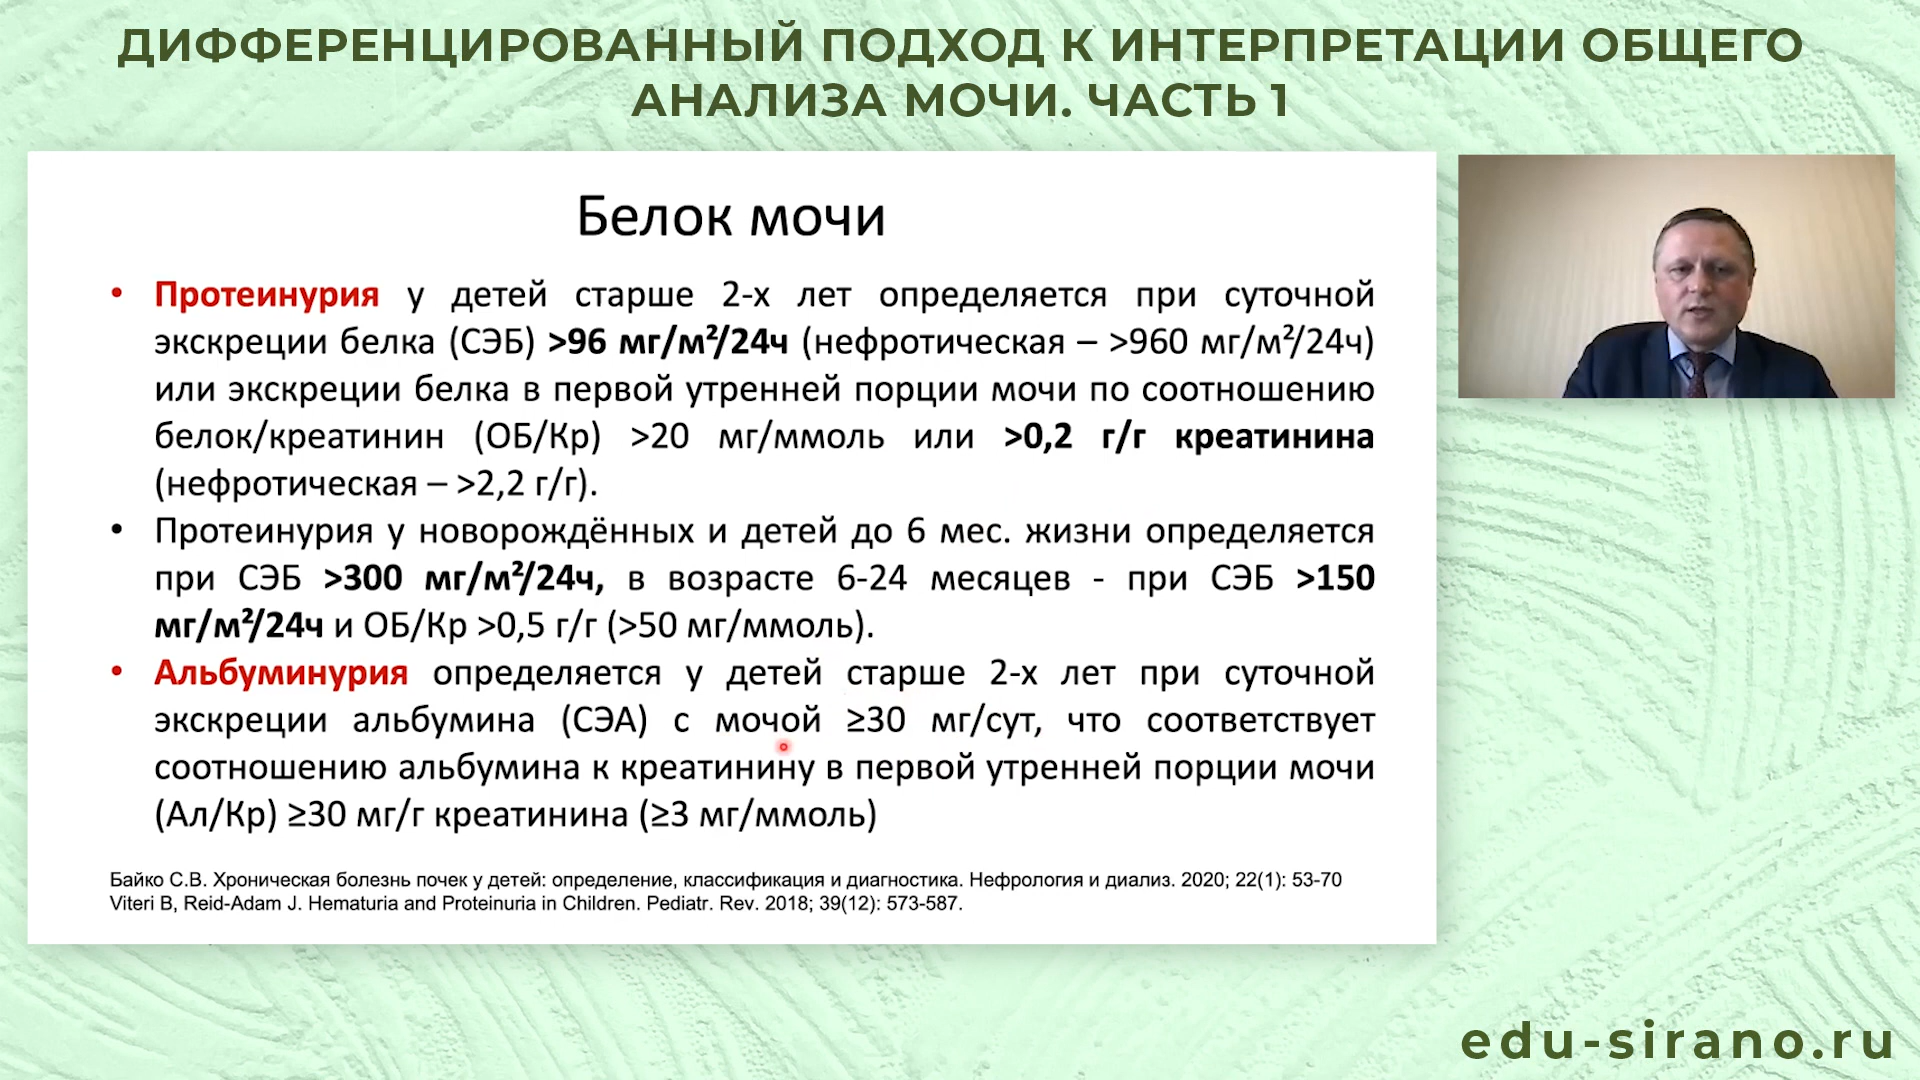 ДИФФЕРЕНЦИРОВАННЫЙ ПОДХОД К ИНТЕРПРЕТАЦИИ ОБЩЕГО
АНАЛИЗА МОЧИ. ЧАСТЬ 1
Белок мочи
• Протеинурия у детей старше 2-х лет определяется при суточной
экскреции белка (СЭБ) >96 мг/м²/24ч (нефротическая – >960 мг/м²/24ч)
или экскреции белка в первой утренней порции мочи по соотношению
белок/креатинин (ОБ/Кр) >20 мг/ммоль или >0,2 г/г креатинина
(нефротическая – >2,2 г/г).
• Протеинурия у новорождённых и детей до 6 мес. жизни определяется
при СЭБ >300 мг/м²/24ч, в возрасте 6-24 месяцев - при СЭБ >150
мг/м²/24ч и ОБ/Кр >0,5 г/г (>50 мг/ммоль).
• Альбуминурия определяется у детей старше 2-х лет при суточной
экскреции альбумина (СЭА) с мочой ≥30 мг/сут, что соответствует
соотношению альбумина к креатинину в первой утренней порции мочи
(Ал/Кр) ≥30 мг/г креатинина (≥3 мг/ммоль)
Байко С.В. Хроническая болезнь почек у детей: определение, классификация и диагностика. Нефрология и диализ. 2020; 22(1): 53-70
Viteri B, Reid-Adam J. Hematuria and Proteinuria in Children. Pediatr. Rev. 2018; 39(12): 573-587.
edu-sirano.ru